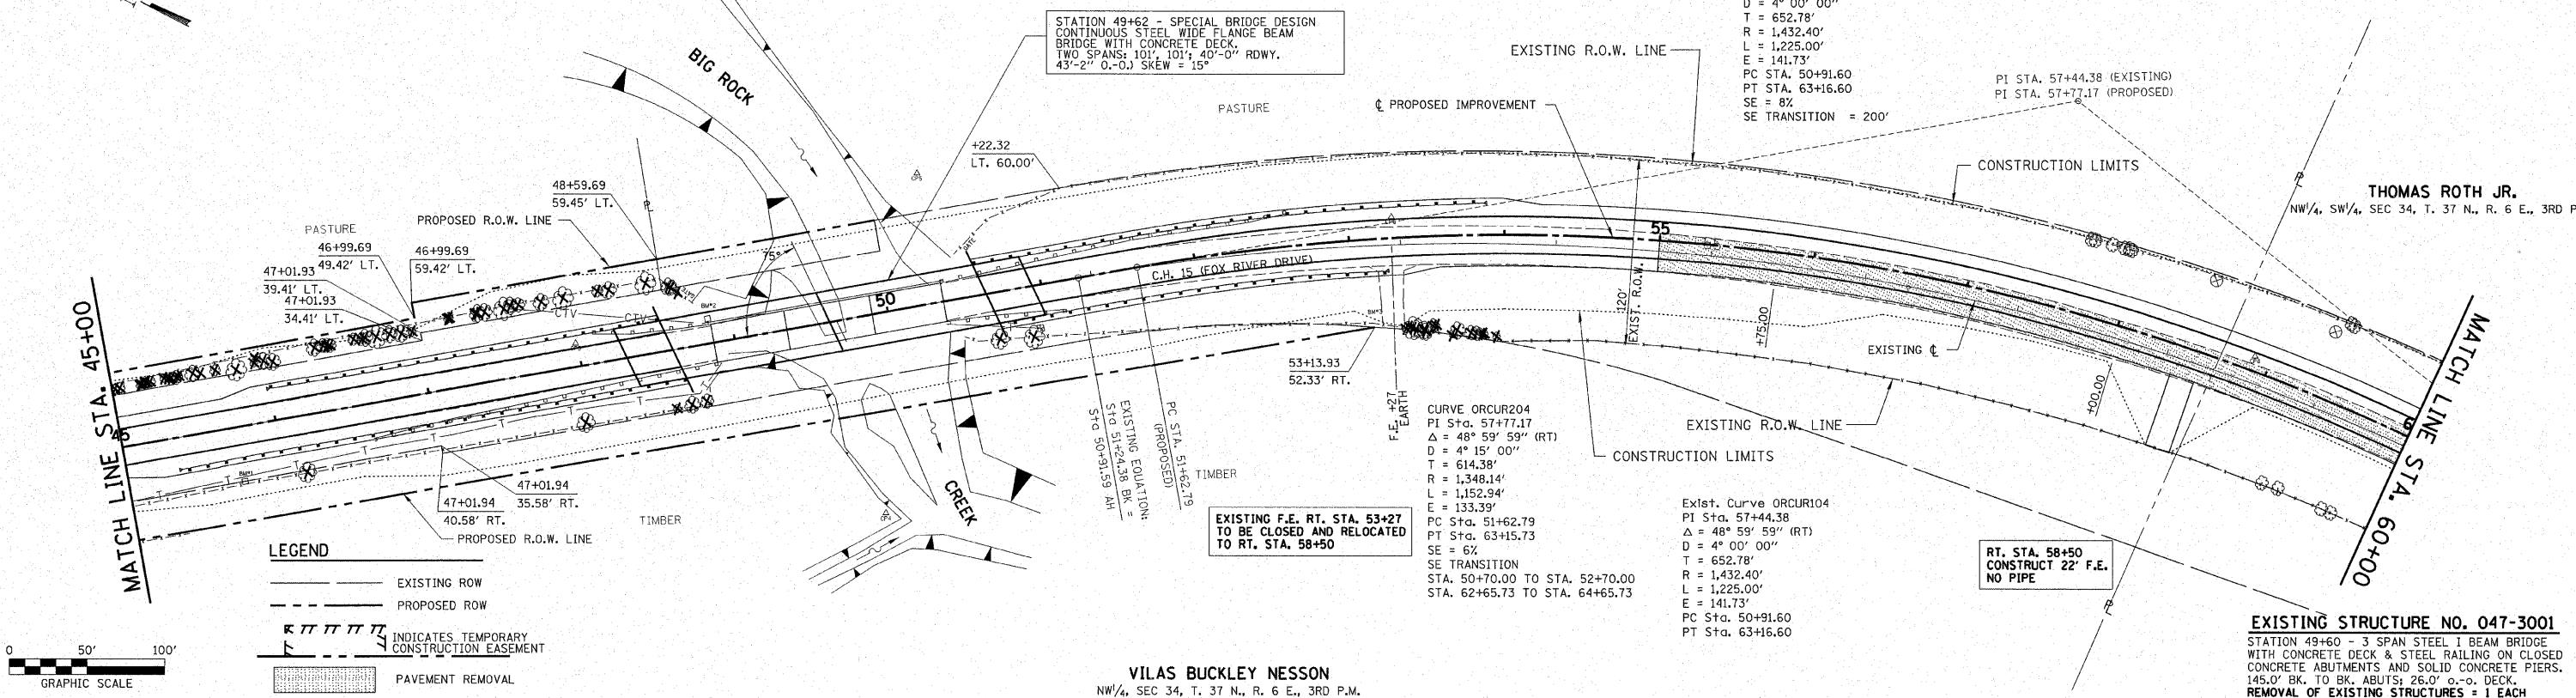 STATION 49+62 - SPECIAL BRIDGE DESIGN
CONTINUOUS STEEL WIDE FLANGE BEAM
BRIDGE WITH CONCRETE DECK.
TWO SPANS: 101', 101'; 40'-0" RDWY.
43'-2" O.-O.; SKEW = 15°
D = 4° 00' 00"
T = 652.78'
R = 1,432.40'
L = 1,225.00'
E = 141.73'
PC STA. 50+91.60
PT STA. 63+16.60
SE = 8%
SE TRANSITION = 200'
EXISTING R.O.W. LINE
PI STA. 57+44.38 (EXISTING)
PI STA. 57+77.17 (PROPOSED)
BIG ROCK
PASTURE
℄ PROPOSED IMPROVEMENT
+22.32
LT. 60.00'
CONSTRUCTION LIMITS
THOMAS ROTH JR.
NW¼, SW¼, SEC 34, T. 37 N., R. 6 E., 3RD P
48+59.69
59.45' LT.
PROPOSED R.O.W. LINE
PASTURE
46+99.69
49.42' LT.
46+99.69
59.42' LT.
47+01.93
39.41' LT.
47+01.93
34.41' LT.
75°
GATE
C.H. 15 (FOX RIVER DRIVE)
50
55
BM#2
CTV
CTV
120'
EXIST. R.O.W.
+75.00
EXISTING ℄
BM#3
53+13.93
52.33' RT.
F.E. +27
EARTH
+00.00
MATCH LINE STA. 45+00
45
MATCH LINE STA. 60+00
EXISTING R.O.W. LINE
CONSTRUCTION LIMITS
EXISTING EQUATION:
Sta 51+24.38 BK =
Sta 50+91.59 AH
PC STA. 51+62.79
(PROPOSED)
TIMBER
CREEK
BM#1
T T T T T T
47+01.94
35.58' RT.
47+01.94
40.58' RT.
TIMBER
PROPOSED R.O.W. LINE
CURVE ORCUR204
PI Sta. 57+77.17
Δ = 48° 59' 59" (RT)
D = 4° 15' 00"
T = 614.38'
R = 1,348.14'
L = 1,152.94'
E = 133.39'
PC Sta. 51+62.79
PT Sta. 63+15.73
SE = 6%
SE TRANSITION
STA. 50+70.00 TO STA. 52+70.00
STA. 62+65.73 TO STA. 64+65.73
Exist. Curve ORCUR104
PI Sta. 57+44.38
Δ = 48° 59' 59" (RT)
D = 4° 00' 00"
T = 652.78'
R = 1,432.40'
L = 1,225.00'
E = 141.73'
PC Sta. 50+91.60
PT Sta. 63+16.60
EXISTING F.E. RT. STA. 53+27
TO BE CLOSED AND RELOCATED
TO RT. STA. 58+50
RT. STA. 58+50
CONSTRUCT 22' F.E.
NO PIPE
LEGEND
EXISTING ROW
PROPOSED ROW
INDICATES TEMPORARY
CONSTRUCTION EASEMENT
PAVEMENT REMOVAL
0 50' 100'
GRAPHIC SCALE
VILAS BUCKLEY NESSON
NW¼, SEC 34, T. 37 N., R. 6 E., 3RD P.M.
EXISTING STRUCTURE NO. 047-3001
STATION 49+60 - 3 SPAN STEEL I BEAM BRIDGE
WITH CONCRETE DECK & STEEL RAILING ON CLOSED
CONCRETE ABUTMENTS AND SOLID CONCRETE PIERS.
145.0' BK. TO BK. ABUTS; 26.0' o.-o. DECK.
REMOVAL OF EXISTING STRUCTURES = 1 EACH